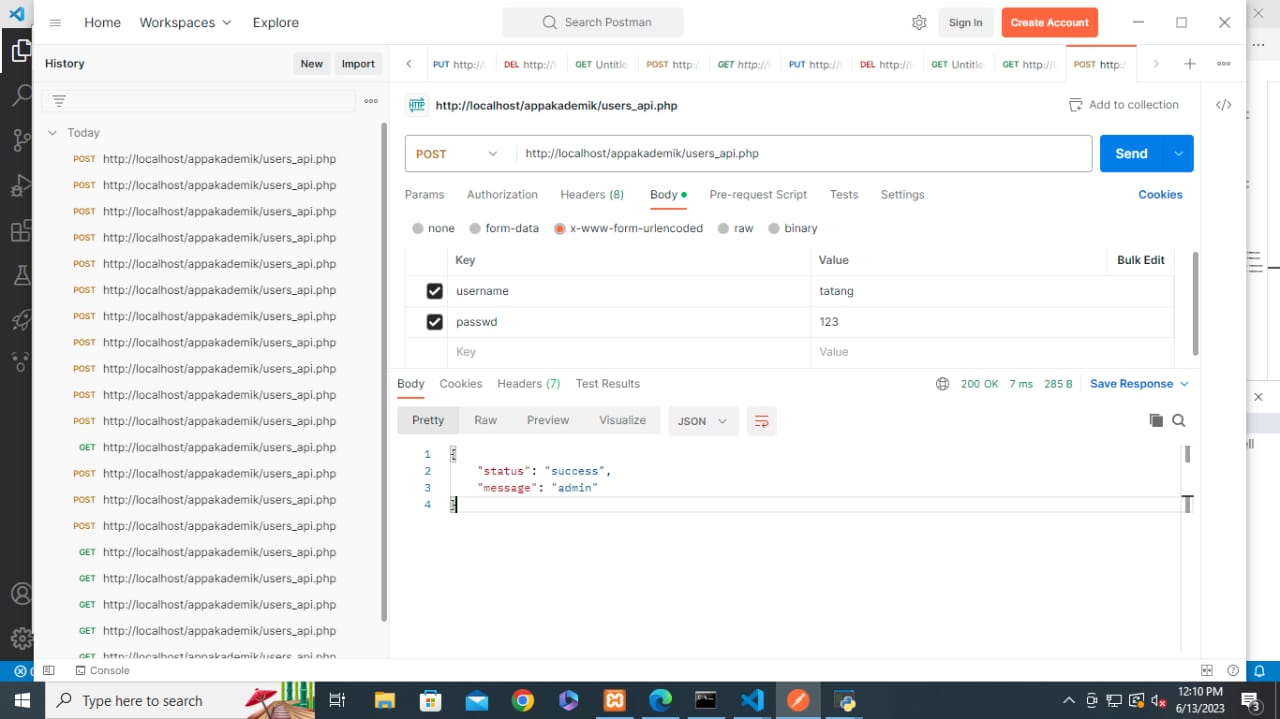 Home Workspaces Explore Search Postman Sign In Create Account
History New Import PUT http:// DEL http:// GET Untitle POST http: GET http:// PUT http:// DEL http:// GET Untitle GET http:// POST http:
http://localhost/appakademik/users_api.php Add to collection
Today
POST http://localhost/appakademik/users_api.php
POST http://localhost/appakademik/users_api.php
POST http://localhost/appakademik/users_api.php
POST http://localhost/appakademik/users_api.php
POST http://localhost/appakademik/users_api.php
POST http://localhost/appakademik/users_api.php
POST http://localhost/appakademik/users_api.php
POST http://localhost/appakademik/users_api.php
POST http://localhost/appakademik/users_api.php
POST http://localhost/appakademik/users_api.php
POST http://localhost/appakademik/users_api.php
GET http://localhost/appakademik/users_api.php
POST http://localhost/appakademik/users_api.php
POST http://localhost/appakademik/users_api.php
POST http://localhost/appakademik/users_api.php
GET http://localhost/appakademik/users_api.php
GET http://localhost/appakademik/users_api.php
GET http://localhost/appakademik/users_api.php
GET http://localhost/appakademik/users_api.php
GET http://localhost/appakademik/users_api.php
POST http://localhost/appakademik/users_api.php Send
Params Authorization Headers (8) Body Pre-request Script Tests Settings Cookies
none form-data x-www-form-urlencoded raw binary
Key Value Bulk Edit
username tatang
passwd 123
Key Value
Body Cookies Headers (7) Test Results 200 OK 7 ms 285 B Save Response
Pretty Raw Preview Visualize JSON
1 {
2 "status": "success",
3 "message": "admin"
4 }
Console
Type here to search
12:10 PM
6/13/2023
3